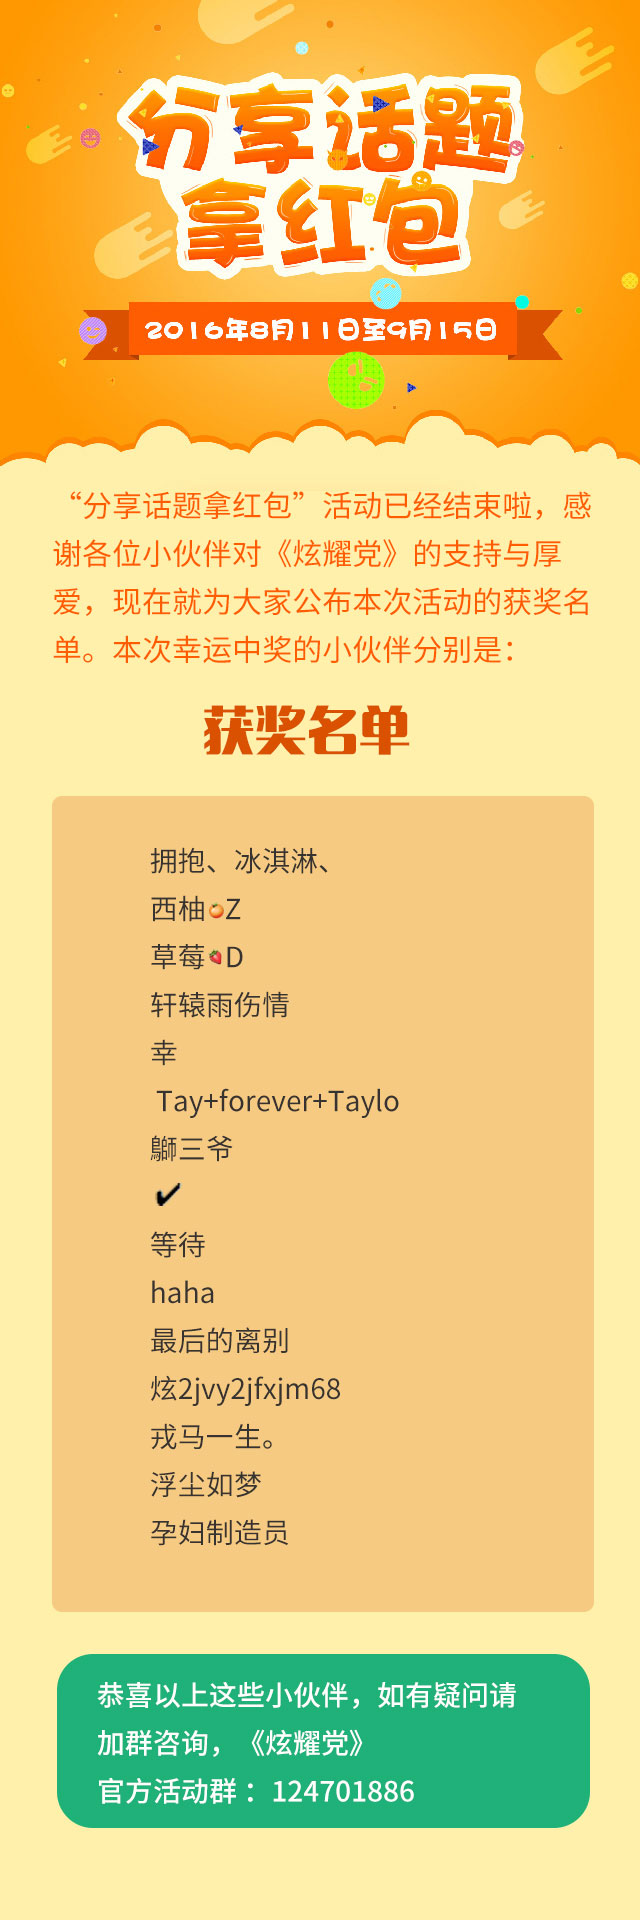 分享话题
拿红包
2016年8月11日至9月15日
“分享话题拿红包”活动已经结束啦，感
谢各位小伙伴对《炫耀党》的支持与厚
爱，现在就为大家公布本次活动的获奖名
单。本次幸运中奖的小伙伴分别是：
获奖名单
拥抱、冰淇淋、
西柚🍊Z
草莓🍓D
轩辕雨伤情
幸
Tay+forever+Taylo
鰤三爷
✔
等待
haha
最后的离别
炫2jvy2jfxjm68
戎马一生。
浮尘如梦
孕妇制造员
恭喜以上这些小伙伴，如有疑问请
加群咨询，《炫耀党》
官方活动群：124701886